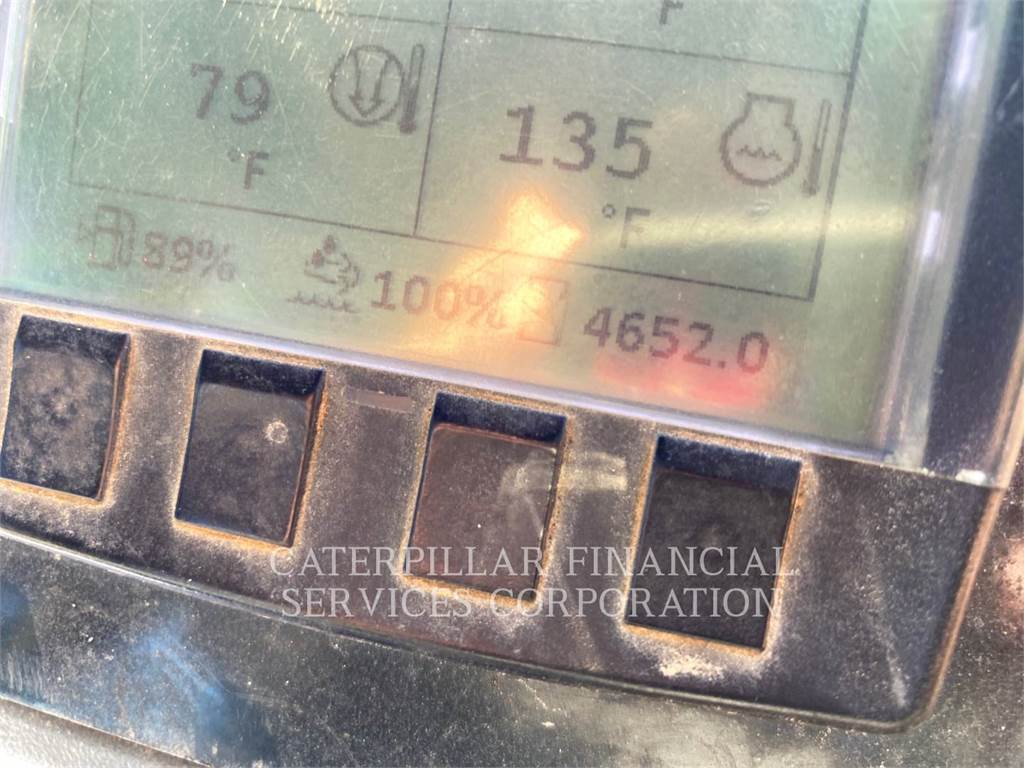 F
79
°F
135
°F
89%
100%
4652.0
CATERPILLAR FINANCIAL
SERVICES CORPORATION